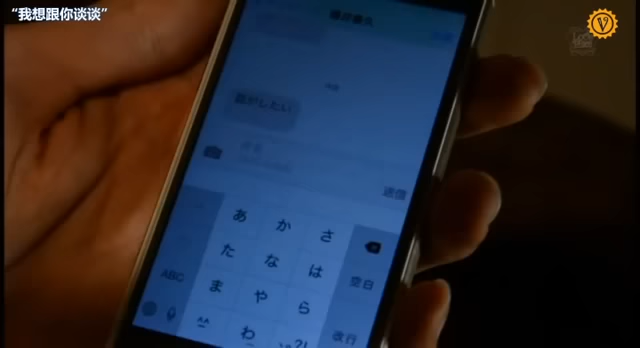 “我想跟你谈谈”
話がしたい
送信
あ か さ
た な は 空白
ABC ま や ら
^^ わ 改行